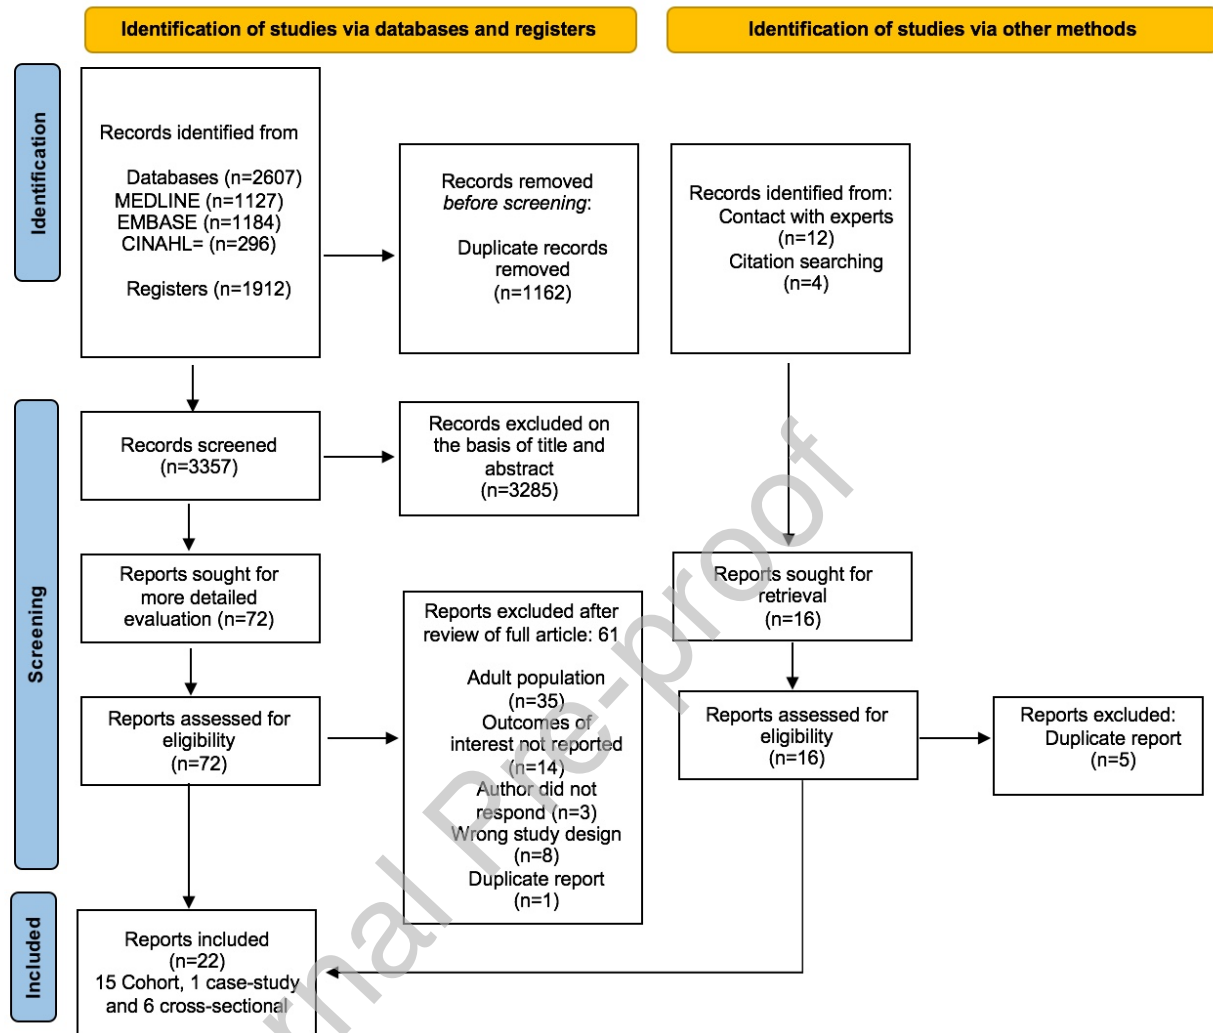 Identification of studies via databases and registers
Identification of studies via other methods
Identification
Records identified from
Databases (n=2607)
MEDLINE (n=1127)
EMBASE (n=1184)
CINAHL= (n=296)
Registers (n=1912)
Records removed
before screening:
Duplicate records
removed
(n=1162)
Records identified from:
Contact with experts
(n=12)
Citation searching
(n=4)
Screening
Records screened
(n=3357)
Records excluded on
the basis of title and
abstract
(n=3285)
Reports sought for
more detailed
evaluation (n=72)
Reports sought for
retrieval
(n=16)
Reports assessed for
eligibility
(n=72)
Reports excluded after
review of full article: 61
Adult population
(n=35)
Outcomes of
interest not reported
(n=14)
Author did not
respond (n=3)
Wrong study design
(n=8)
Duplicate report
(n=1)
Reports assessed for
eligibility
(n=16)
Reports excluded:
Duplicate report
(n=5)
Included
Reports included
(n=22)
15 Cohort, 1 case-study
and 6 cross-sectional
rnal Pre-proof